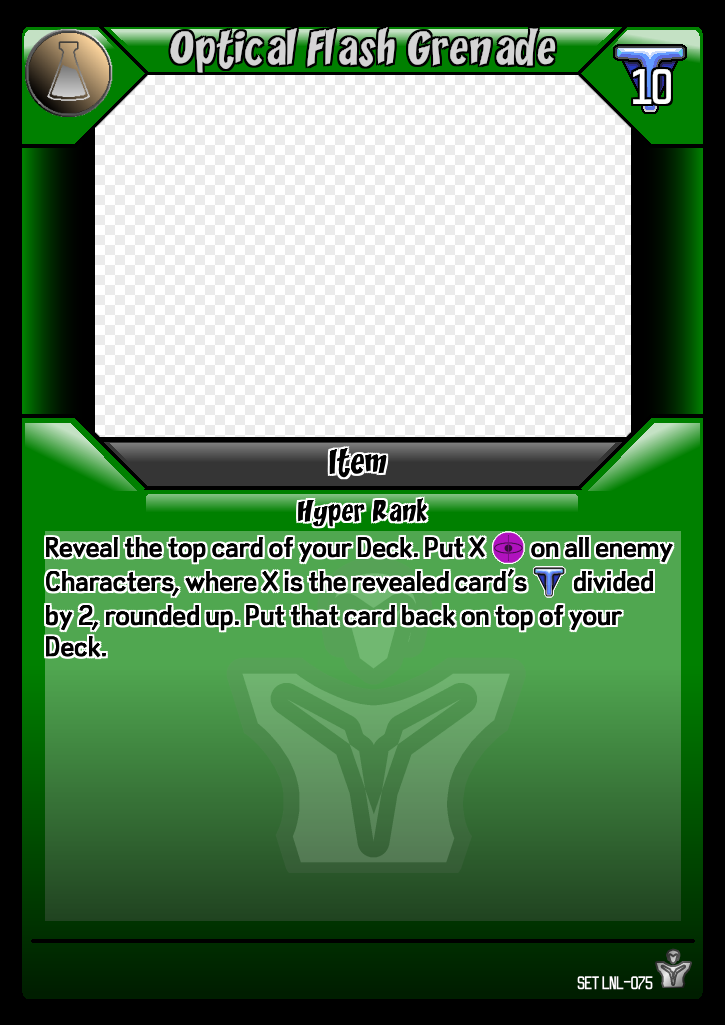 Optical Flash Grenade
10
Item
Hyper Rank
Reveal the top card of your Deck. Put X on all enemy
Characters, where X is the revealed card's T divided
by 2, rounded up. Put that card back on top of your
Deck.
SET LNL-075